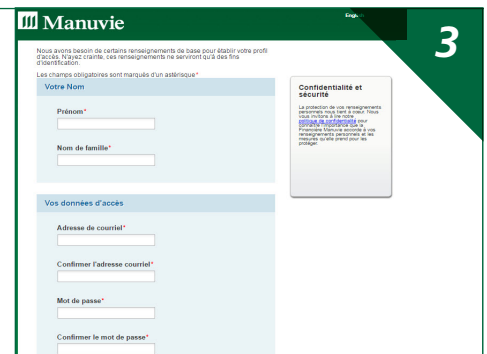 Manuvie
3
Nous avons besoin de certains renseignements de base pour établir votre profil
d'accès. N'ayez crainte, ces renseignements ne serviront qu'à des fins
d'identification.
Les champs obligatoires sont marqués d'un astérisque*
Votre Nom
Prénom*
Nom de famille*
Confidentialité et
sécurité
La protection de vos renseignements
personnels nous tient à cœur. Nous
vous invitons à lire notre
politique de confidentialité pour
connaître l'importance que la
Financière Manuvie accorde à vos
renseignements personnels et les
mesures qu'elle prend pour les
protéger.
Vos données d'accès
Adresse de courriel*
Confirmer l'adresse courriel*
Mot de passe*
Confirmer le mot de passe*